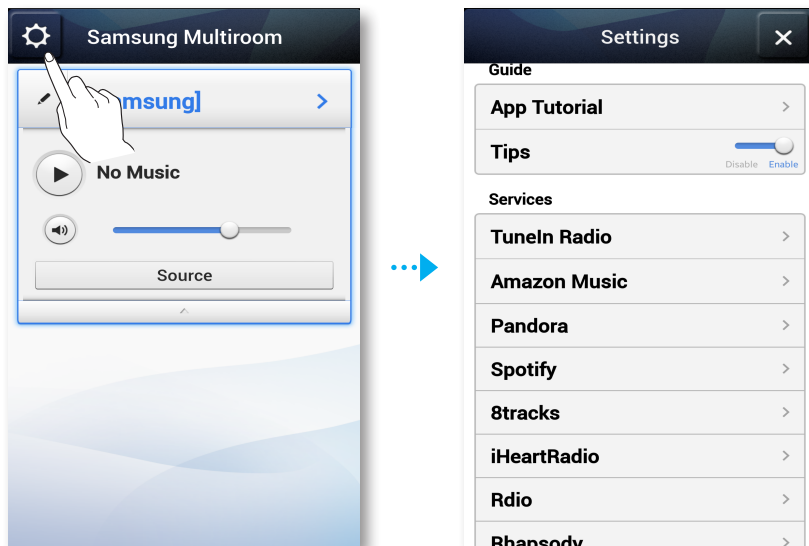 Samsung Multiroom
msung]
No Music
Source
Settings
Guide
App Tutorial
Tips
Disable Enable
Services
TuneIn Radio
Amazon Music
Pandora
Spotify
8tracks
iHeartRadio
Rdio
Rhapsody